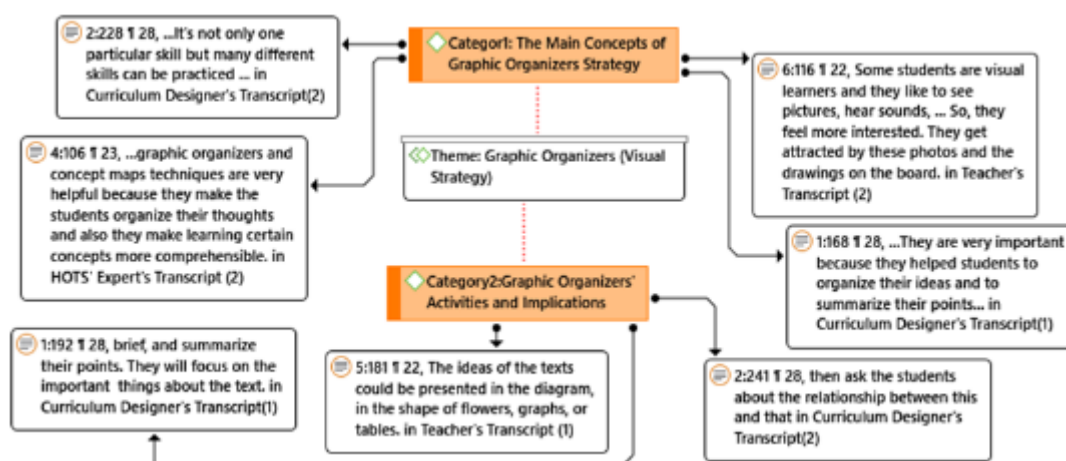 2:228 ¶ 28, ...It's not only one
particular skill but many different
skills can be practiced ... in
Curriculum Designer's Transcript(2)
Categor1: The Main Concepts of
Graphic Organizers Strategy
6:116 ¶ 22, Some students are visual
learners and they like to see
pictures, hear sounds, ... So, they
feel more interested. They get
attracted by these photos and the
drawings on the board. in Teacher's
Transcript (2)
4:106 ¶ 23, ...graphic organizers and
concept maps techniques are very
helpful because they make the
students organize their thoughts
and also they make learning certain
concepts more comprehensible. in
HOTS' Expert's Transcript (2)
Theme: Graphic Organizers (Visual
Strategy)
1:168 ¶ 28, ...They are very important
because they helped students to
organize their ideas and to
summarize their points... in
Curriculum Designer's Transcript(1)
Category2:Graphic Organizers'
Activities and Implications
1:192 ¶ 28, brief, and summarize
their points. They will focus on the
important things about the text. in
Curriculum Designer's Transcript(1)
5:181 ¶ 22, The ideas of the texts
could be presented in the diagram,
in the shape of flowers, graphs, or
tables. in Teacher's Transcript (1)
2:241 ¶ 28, then ask the students
about the relationship between this
and that in Curriculum Designer's
Transcript(2)